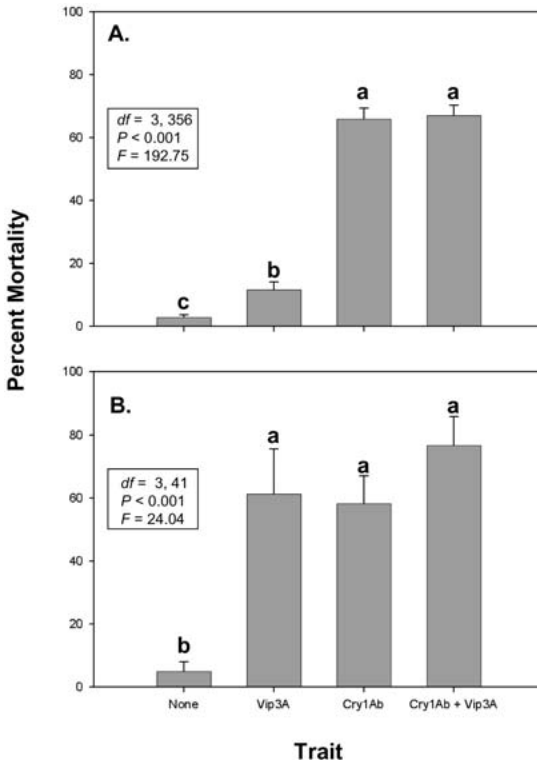 Percent Mortality
100
80
60
40
20
0
A.
df = 3, 356
P < 0.001
F = 192.75
c
b
a
a
100
80
60
40
20
0
B.
df = 3, 41
P < 0.001
F = 24.04
b
a
a
a
None Vip3A Cry1Ab Cry1Ab + Vip3A
Trait